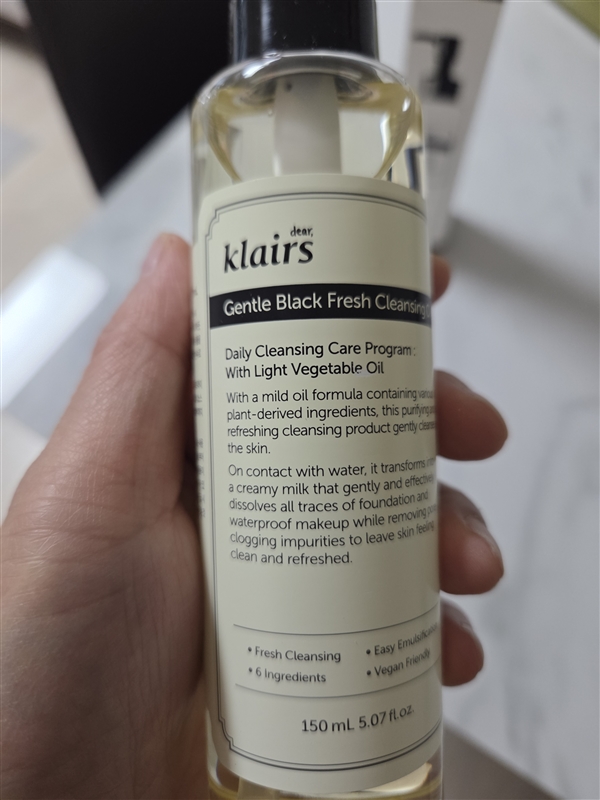 dear,
klairs
Gentle Black Fresh Cleansing
Daily Cleansing Care Program :
With Light Vegetable Oil
With a mild oil formula containing
plant-derived ingredients, this purifying
refreshing cleansing product gently
the skin.
On contact with water, it transforms
a creamy milk that gently and
dissolves all traces of foundation and
waterproof makeup while removing
clogging impurities to leave skin feeling
clean and refreshed.
• Fresh Cleansing
• Easy
• 6 Ingredients
• Vegan Friendly
150 mL 5.07 fl.oz.